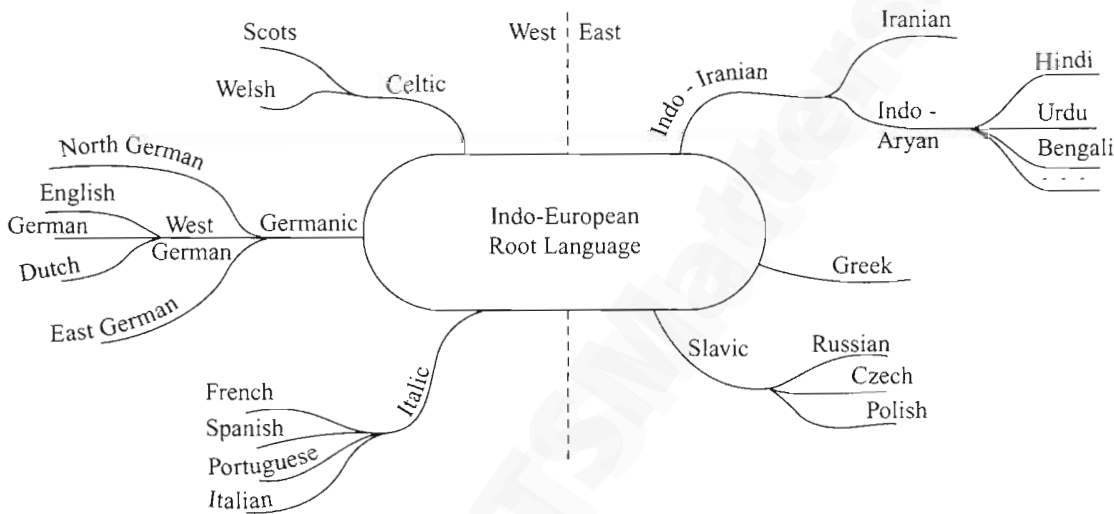 Scots
West
East
Iranian
Welsh
Celtic
Indo - Iranian
Hindi
Indo -
Aryan
Urdu
Bengali
- - -
North German
English
German
West
German
Germanic
Dutch
East German
Indo-European
Root Language
Greek
Slavic
Russian
Czech
Polish
Italic
French
Spanish
Portuguese
Italian